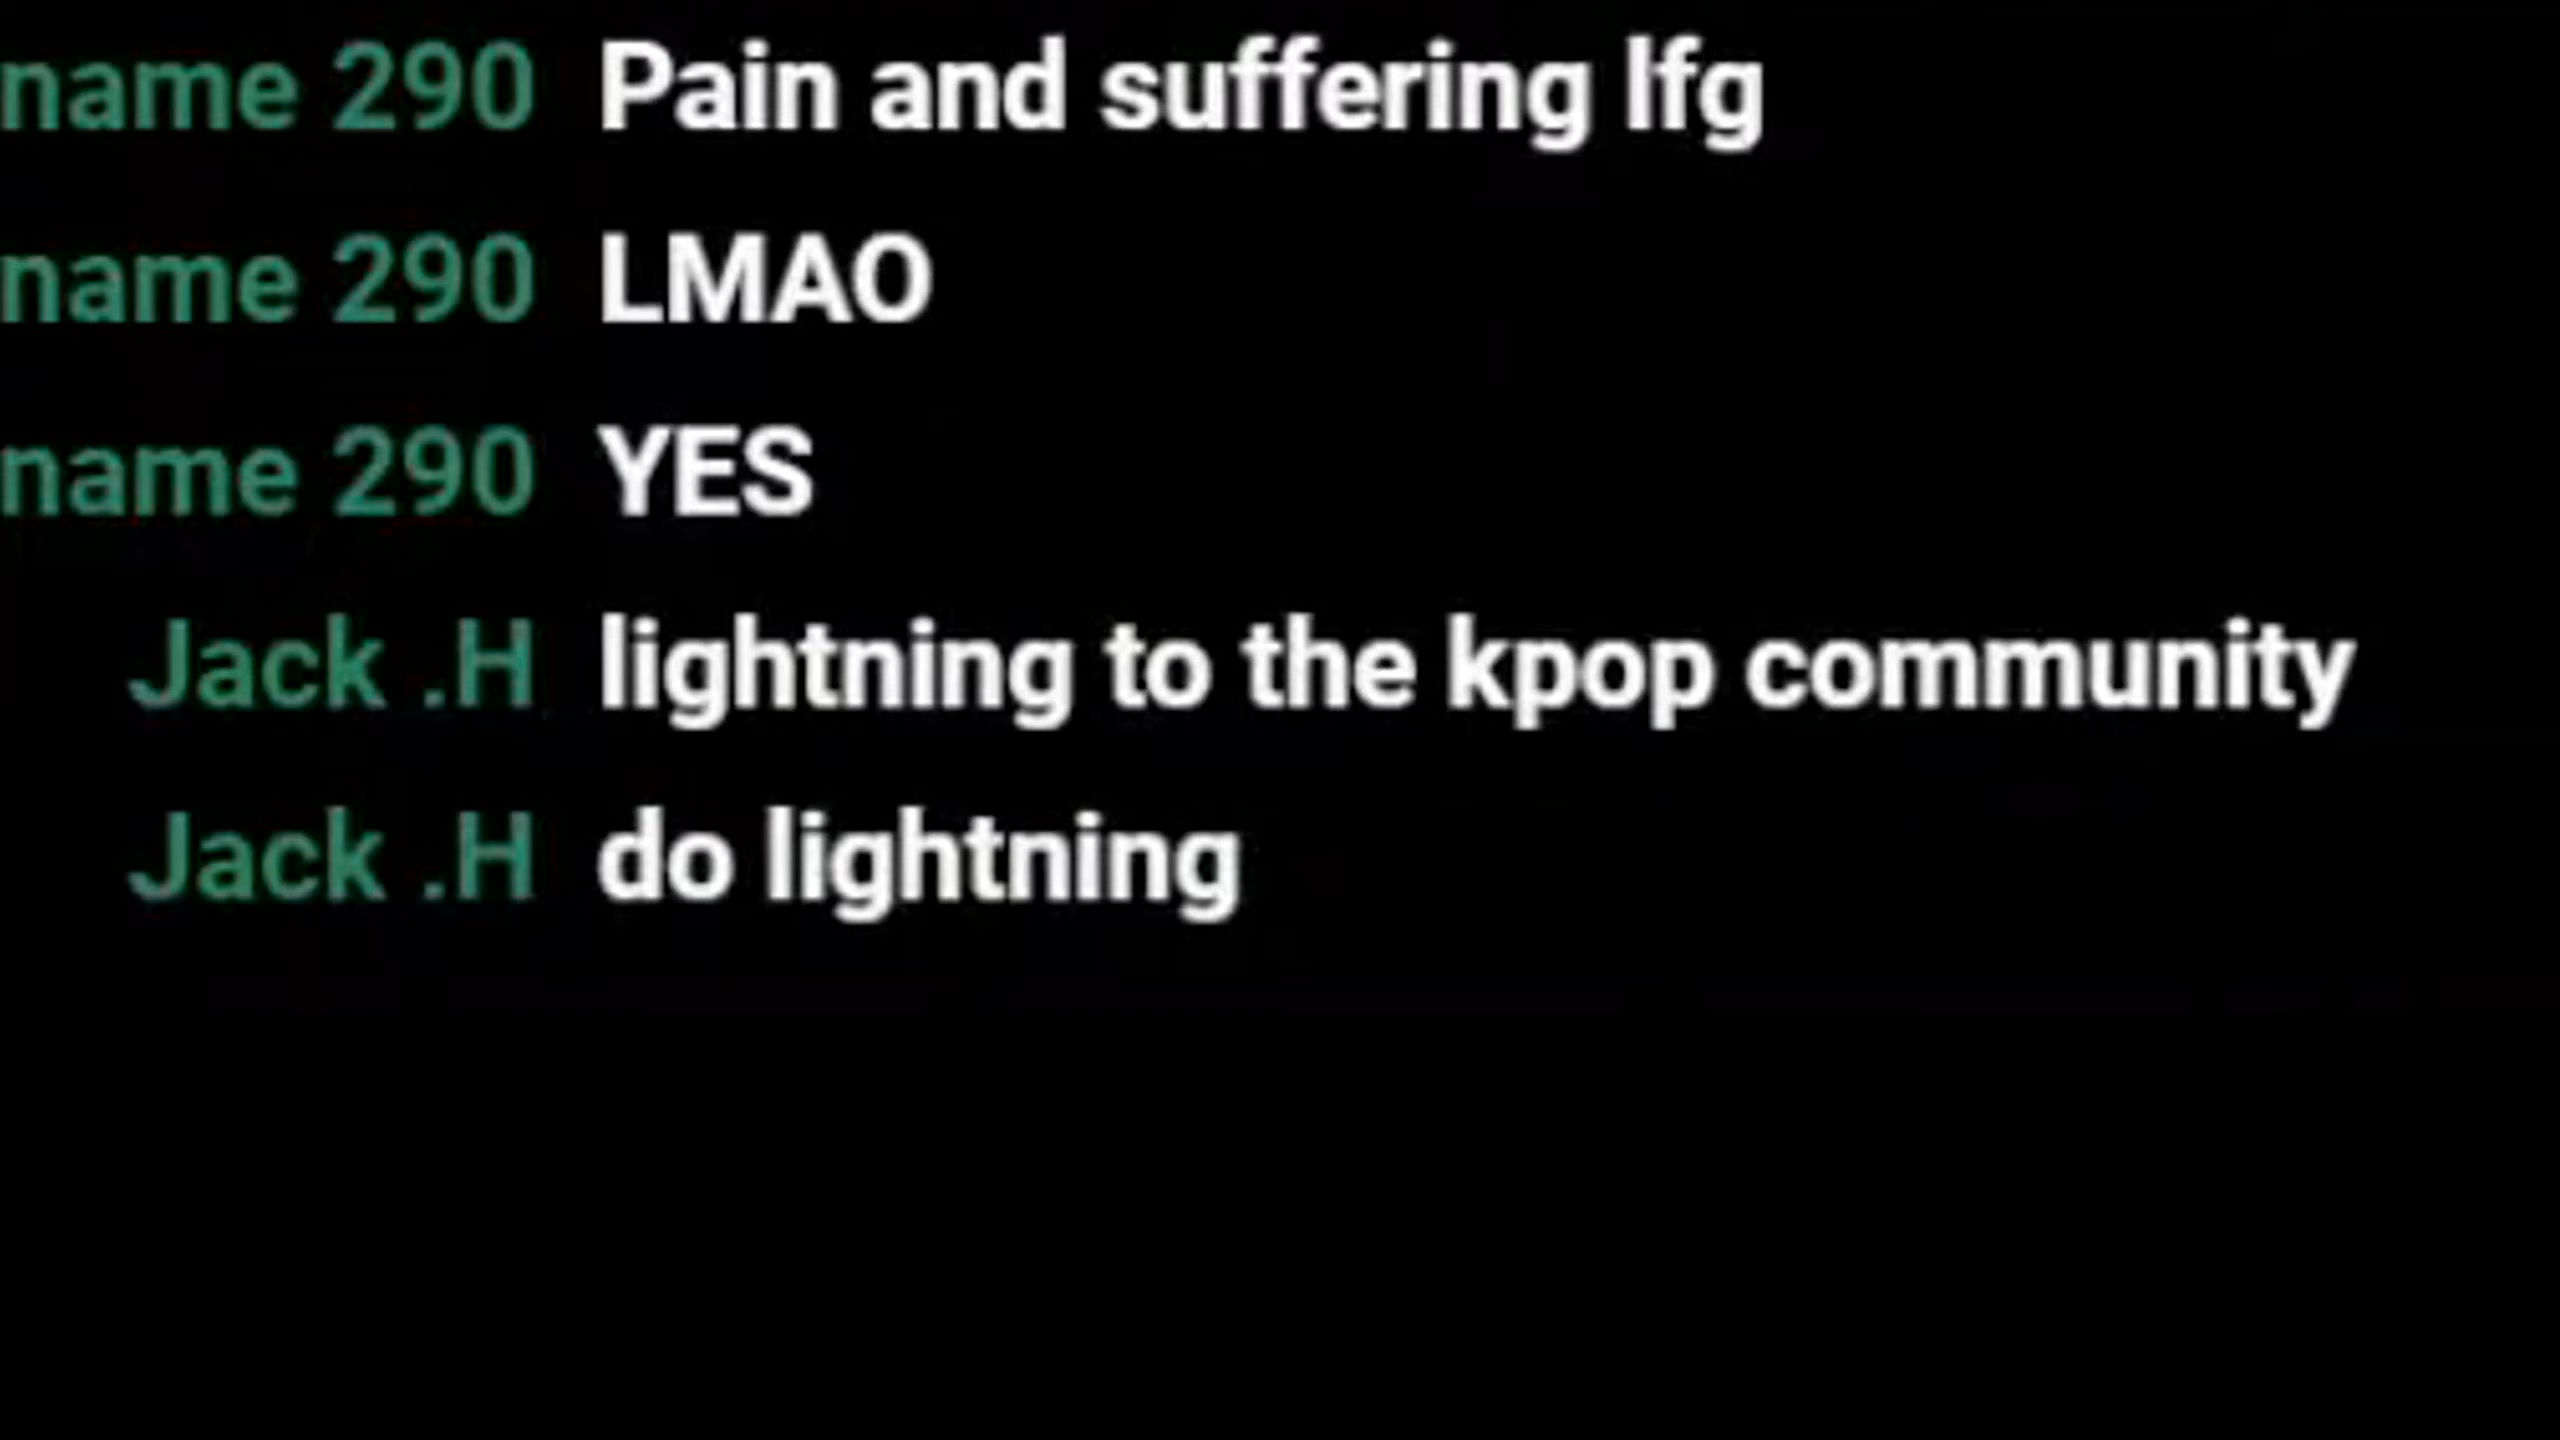 name 290 Pain and suffering lfg
name 290 LMAO
name 290 YES
Jack .H lightning to the kpop community
Jack .H do lightning